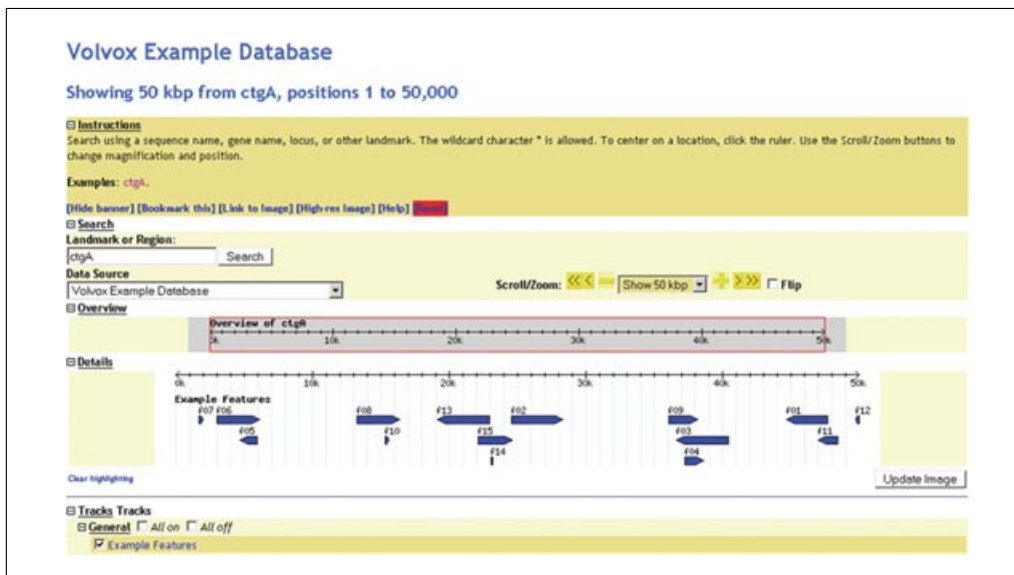 Volvox Example Database
Showing 50 kbp from ctgA, positions 1 to 50,000
Instructions
Search using a sequence name, gene name, locus, or other landmark. The wildcard character * is allowed. To center on a location, click the ruler. Use the Scroll/Zoom buttons to
change magnification and position.
Examples: ctgA.
[Hide banner] [Bookmark this] [Link to Image] [High-res Image] [Help] [Reset]
Search
Landmark or Region:
ctgA Search
Data Source
Volvox Example Database Scroll/Zoom: Show 50 kbp Flip
Overview
Overview of ctgA
0k 10k 20k 30k 40k 50k
Details
0k 10k 20k 30k 40k 50k
Example Features
f07 f06 f08 f13 f02 f09 f01 f12
f05 f10 f15 f03 f11
f14 f04
Clear highlighting Update Image
Tracks Tracks
General All on All off
Example Features